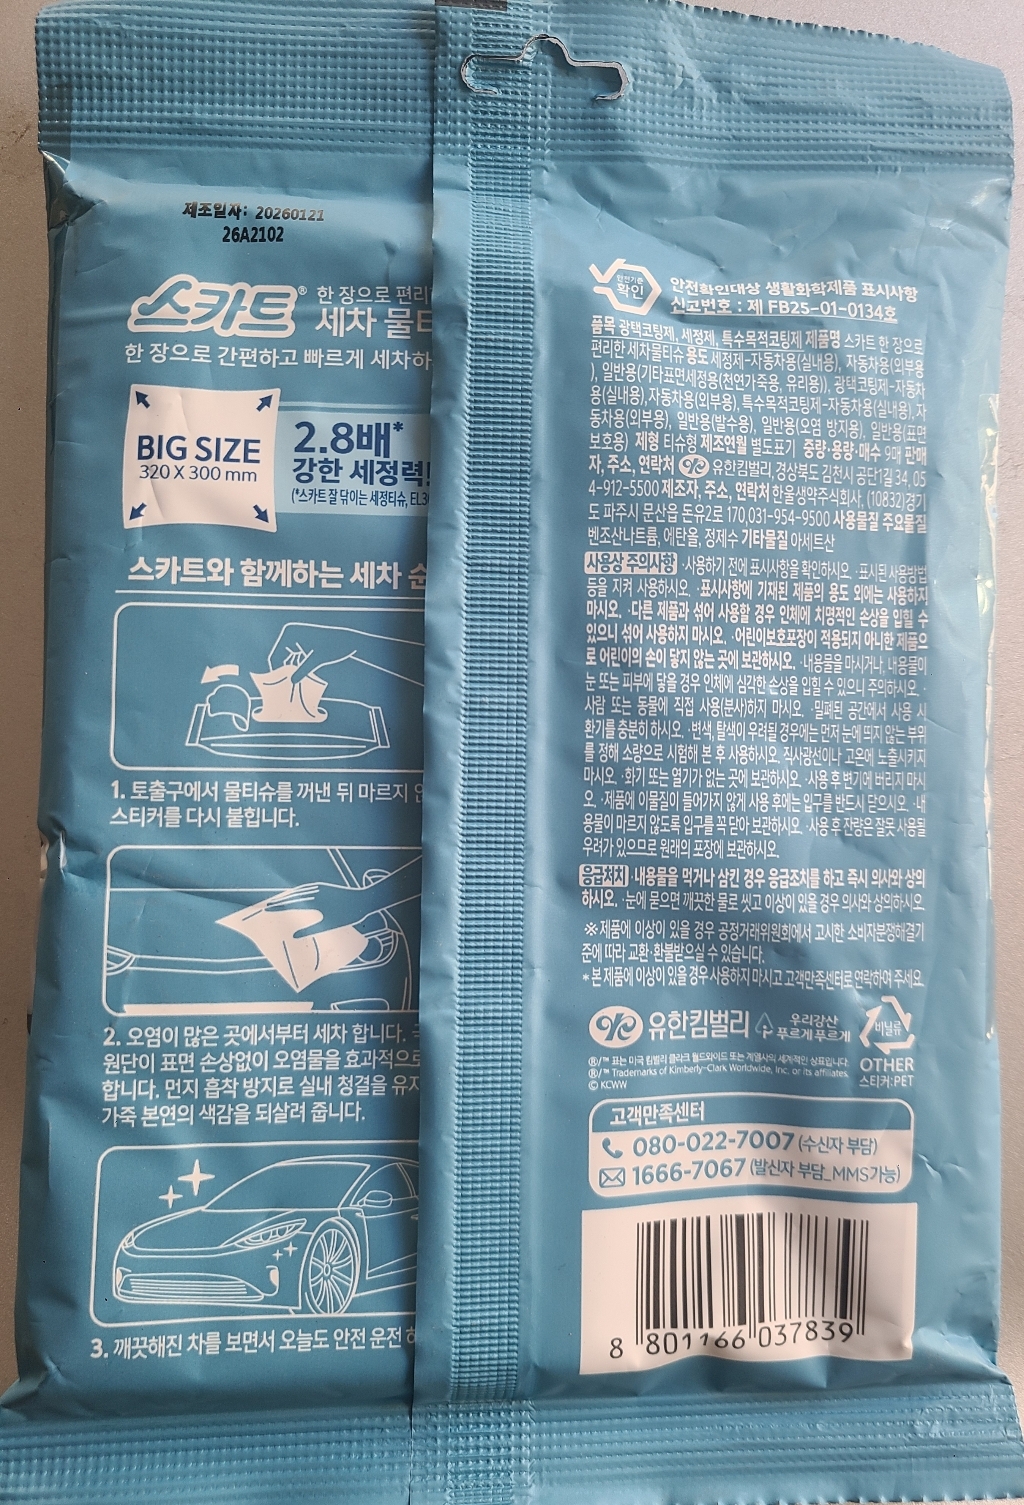 제조일자: 20260121
26A2102
스카트® 한 장으로 편리
세차 물티
한 장으로 간편하고 빠르게 세차하
BIG SIZE
320 X 300 mm
2.8배*
강한 세정력!
(*스카트 잘 닦이는 세정티슈, EL30
스카트와 함께하는 세차 순
1. 토출구에서 물티슈를 꺼낸 뒤 마르지 않
스티커를 다시 붙입니다.
2. 오염이 많은 곳에서부터 세차 합니다.
원단이 표면 손상없이 오염물을 효과적으로
합니다. 먼지 흡착 방지로 실내 청결을 유지
가죽 본연의 색감을 되살려 줍니다.
3. 깨끗해진 차를 보면서 오늘도 안전 운전 하
안전기준
확인
안전확인대상 생활화학제품 표시사항
신고번호 : 제 FB25-01-0134호
품목 광택코팅제, 세정제, 특수목적코팅제 제품명 스카트 한 장으로
편리한 세차물티슈 용도 세정제-자동차용(실내용), 자동차용(외부용
), 일반용(기타표면세정용(천연가죽용, 유리용)), 광택코팅제-자동차
용(실내용), 자동차용(외부용), 특수목적코팅제-자동차용(실내용), 자
동차용(외부용), 일반용(발수용), 일반용(오염 방지용), 일반용(표면
보호용) 제형 티슈형 제조연월 별도표기 중량·용량·매수 9매 판매
자, 주소, 연락처 유한킴벌리, 경상북도 김천시 공단1길 34, 05
4-912-5500 제조자, 주소, 연락처 한울생약주식회사, (10832)경기
도 파주시 문산읍 돈유2로 170, 031-954-9500 사용물질 주요물질
벤조산나트륨, 에탄올, 정제수 기타물질 아세트산
사용상 주의사항 ·사용하기 전에 표시사항을 확인하시오. ·표시된 사용방법
등을 지켜 사용하시오. ·표시사항에 기재된 제품의 용도 외에는 사용하지
마시오. ·다른 제품과 섞어 사용할 경우 인체에 치명적인 손상을 입힐 수
있으니 섞어 사용하지 마시오. ·어린이보호포장이 적용되지 아니한 제품으
로 어린이의 손이 닿지 않는 곳에 보관하시오. ·내용물을 마시거나, 내용물이
눈 또는 피부에 닿을 경우 인체에 심각한 손상을 입힐 수 있으니 주의하시오. ·
사람 또는 동물에 직접 사용(분사)하지 마시오. ·밀폐된 공간에서 사용 시
환기를 충분히 하시오. ·변색, 탈색이 우려될 경우에는 먼저 눈에 띄지 않는 부위
를 정해 소량으로 시험해 본 후 사용하시오. 직사광선이나 고온에 노출시키지
마시오. ·화기 또는 열기가 없는 곳에 보관하시오. ·사용 후 변기에 버리지 마시
오. ·제품에 이물질이 들어가지 않게 사용 후에는 입구를 반드시 닫으시오. ·내
용물이 마르지 않도록 입구를 꼭 닫아 보관하시오. ·사용 후 잔량은 잘못 사용될
우려가 있으므로 원래의 포장에 보관하시오.
응급처치 ·내용물을 먹거나 삼킨 경우 응급조치를 하고 즉시 의사와 상의
하시오. ·눈에 묻으면 깨끗한 물로 씻고 이상이 있을 경우 의사와 상의하시오.
※ 제품에 이상이 있을 경우 공정거래위원회에서 고시한 소비자분쟁해결기
준에 따라 교환·환불받으실 수 있습니다.
* 본 제품에 이상이 있을 경우 사용하지 마시고 고객만족센터로 연락하여 주세요.
유한킴벌리
우리강산
푸르게 푸르게
비닐류
OTHER
스티커:PET
®/™ 표는 미국 킴벌리 클라크 월드와이드 또는 계열사의 세계적인 상표입니다.
®/™ Trademarks of Kimberly-Clark Worldwide, Inc. or its affiliates.
© KCWW
고객만족센터
080-022-7007 (수신자 부담)
1666-7067 (발신자 부담_MMS가능)
8 801166 037839